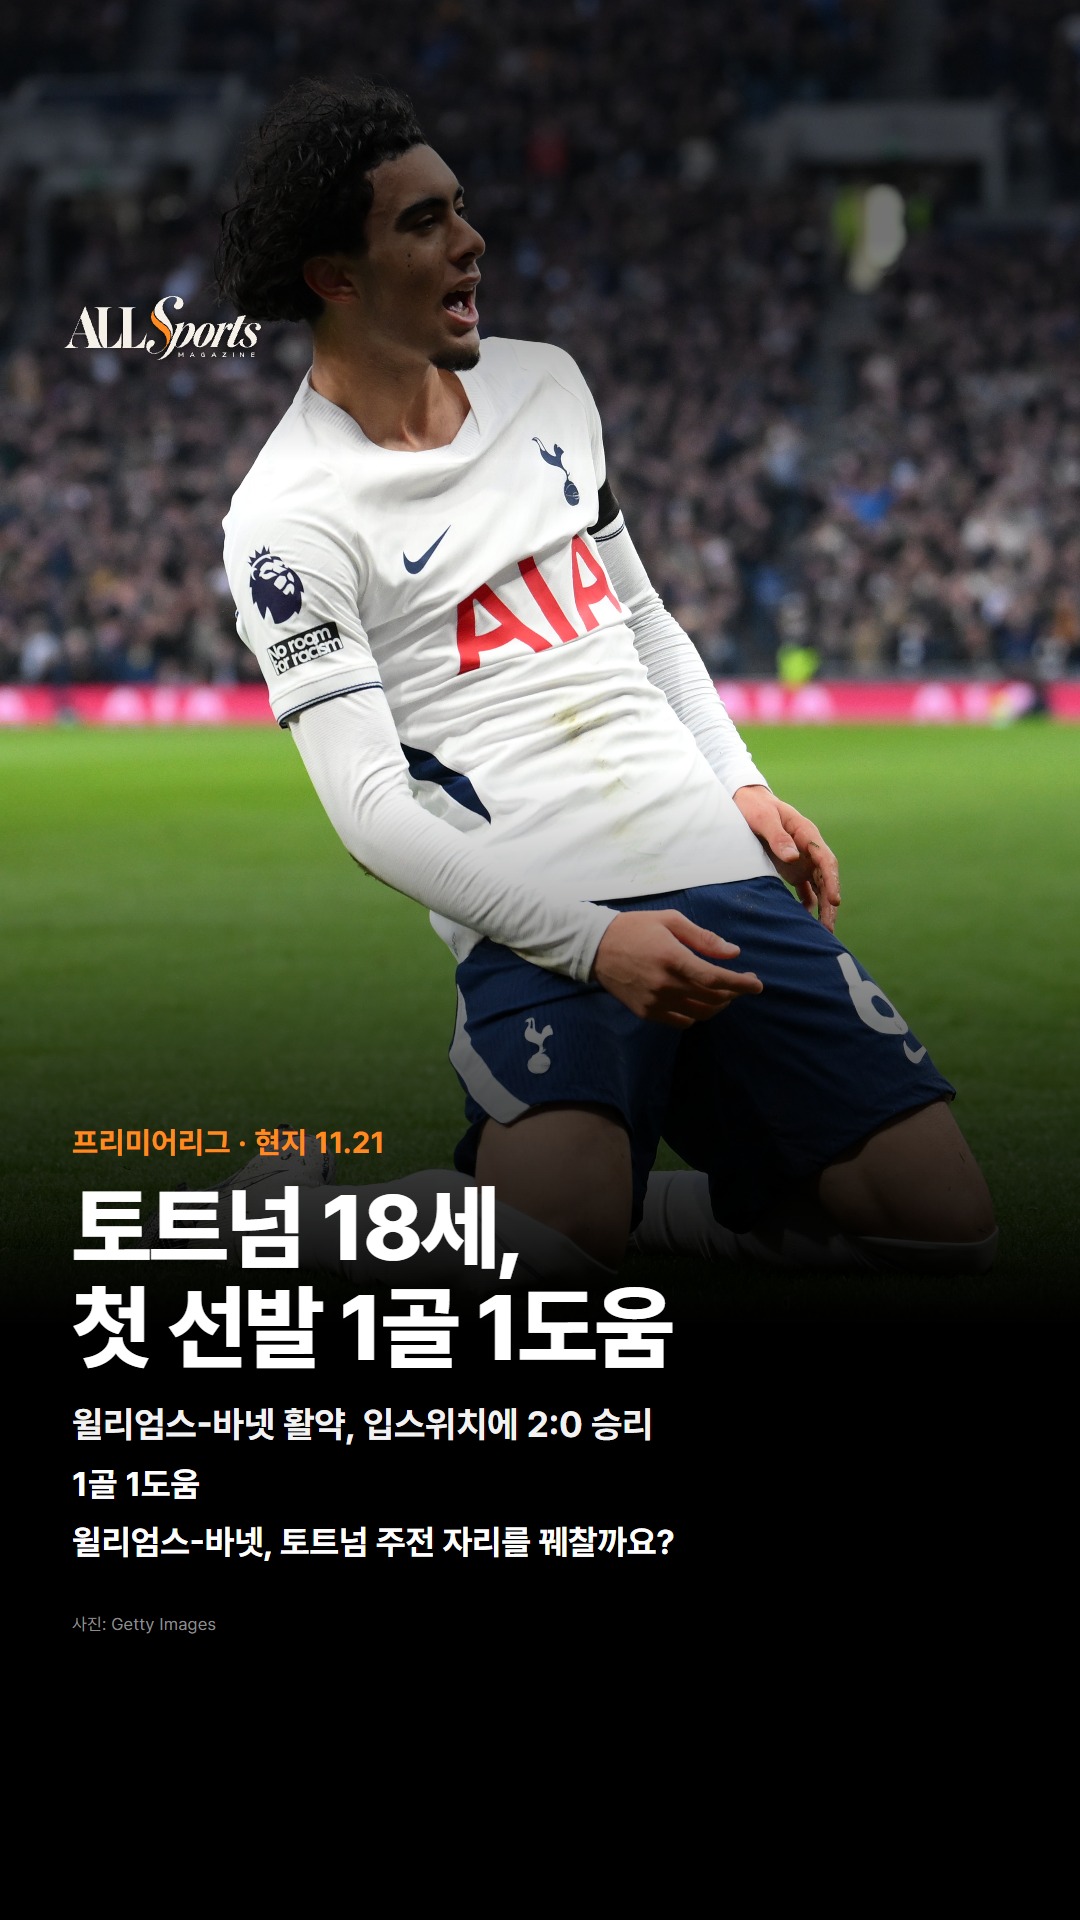 ALL Sports
MAGAZINE
AIA
No room
for racism
6
프리미어리그 · 현지 11.21
토트넘 18세,
첫 선발 1골 1도움
윌리엄스-바넷 활약, 입스위치에 2:0 승리
1골 1도움
윌리엄스-바넷, 토트넘 주전 자리를 꿰찰까요?
사진: Getty Images